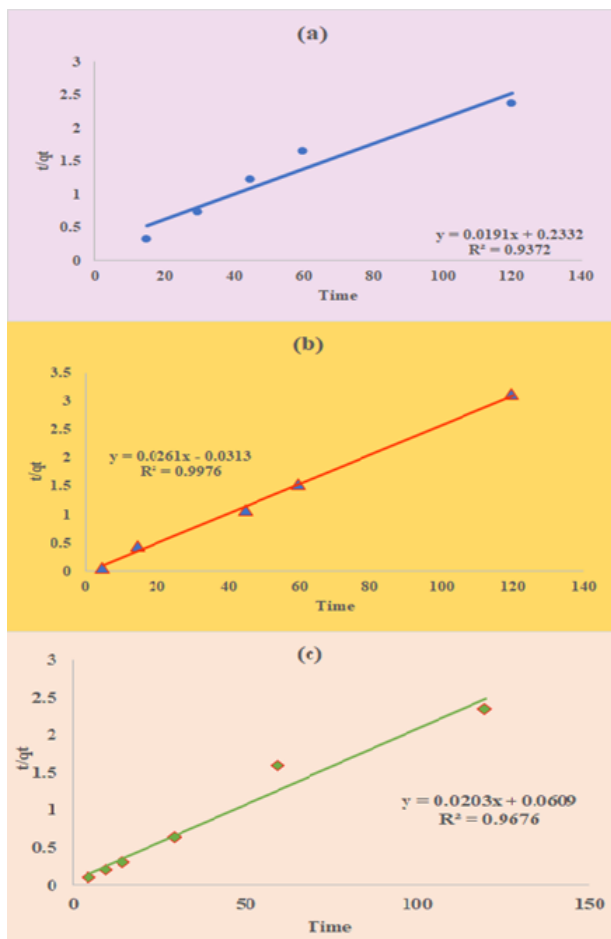 (a)
3
2.5
2
1.5
1
0.5
0
t/qt
y = 0.0191x + 0.2332
R² = 0.9372
0 20 40 60 80 100 120 140
Time
(b)
3.5
3
2.5
2
1.5
1
0.5
0
t/qt
y = 0.0261x - 0.0313
R² = 0.9976
0 20 40 60 80 100 120 140
Time
(c)
3
2.5
2
1.5
1
0.5
0
t/qt
y = 0.0203x + 0.0609
R² = 0.9676
0 50 100 150
Time